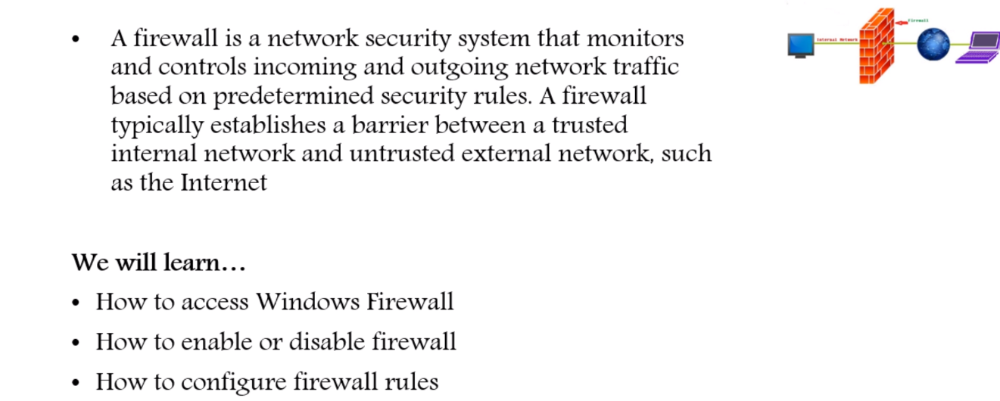 • A firewall is a network security system that monitors
and controls incoming and outgoing network traffic
based on predetermined security rules. A firewall
typically establishes a barrier between a trusted
internal network and untrusted external network, such
as the Internet
Firewall
Internal Network
We will learn...
• How to access Windows Firewall
• How to enable or disable firewall
• How to configure firewall rules